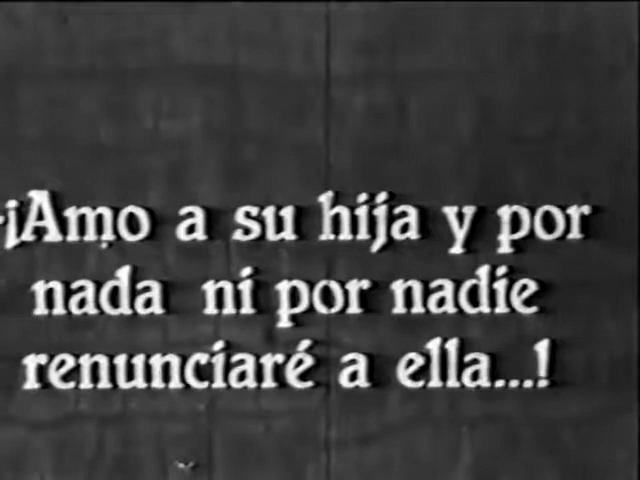 -¡Amo a su hija y por
nada ni por nadie
renunciaré a ella...!